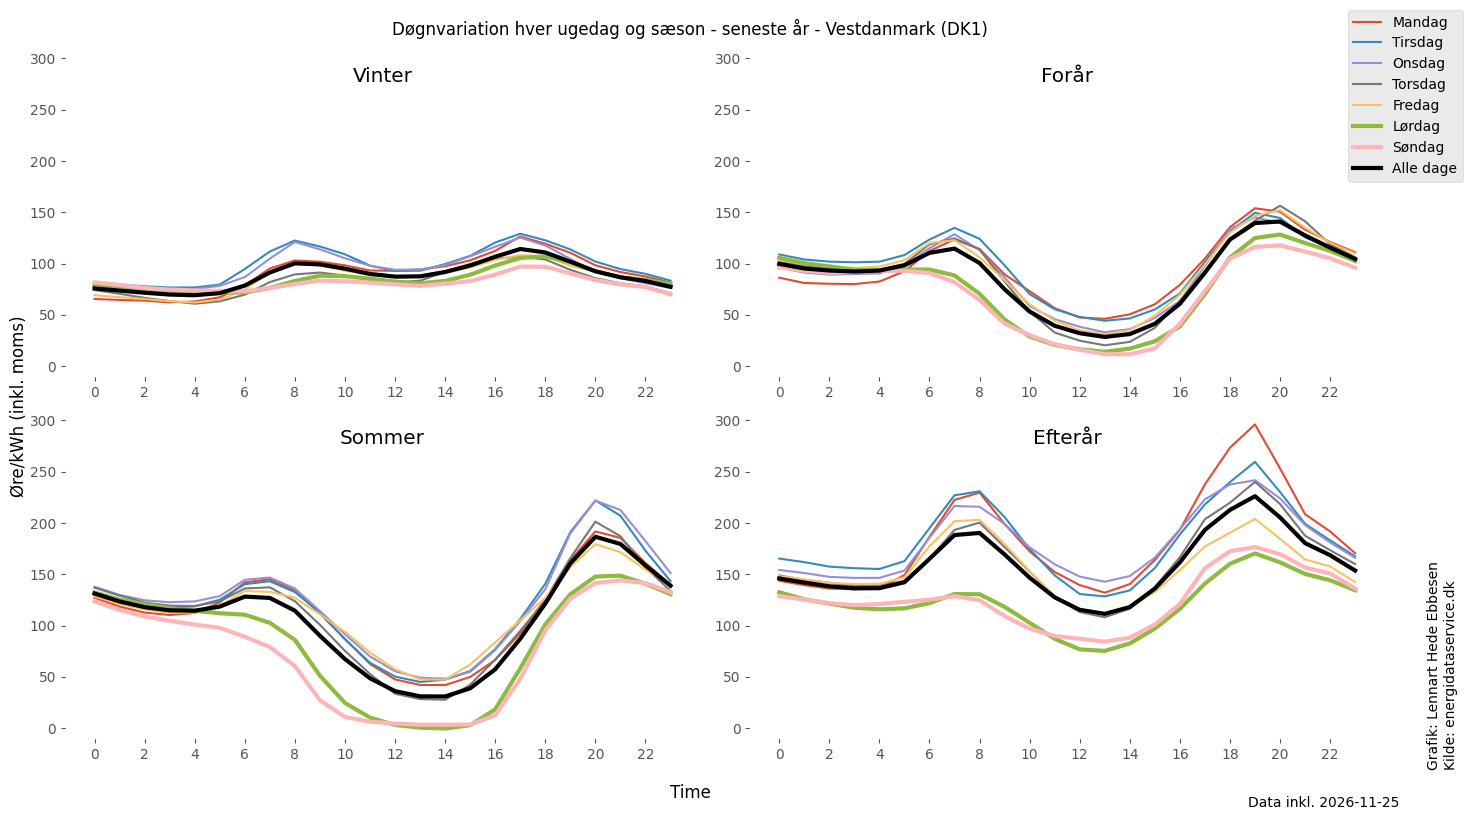 Døgnvariation hver ugedag og sæson - seneste år - Vestdanmark (DK1)
Mandag
Tirsdag
Onsdag
Torsdag
Fredag
Lørdag
Søndag
Alle dage
Vinter
300
250
200
150
100
50
0
0 2 4 6 8 10 12 14 16 18 20 22
Forår
300
250
200
150
100
50
0
0 2 4 6 8 10 12 14 16 18 20 22
Øre/kWh (inkl. moms)
Sommer
300
250
200
150
100
50
0
0 2 4 6 8 10 12 14 16 18 20 22
Efterår
300
250
200
150
100
50
0
0 2 4 6 8 10 12 14 16 18 20 22
Time
Grafik: Lennart Hede Ebbesen
Kilde: energidataservice.dk
Data inkl. 2026-11-25